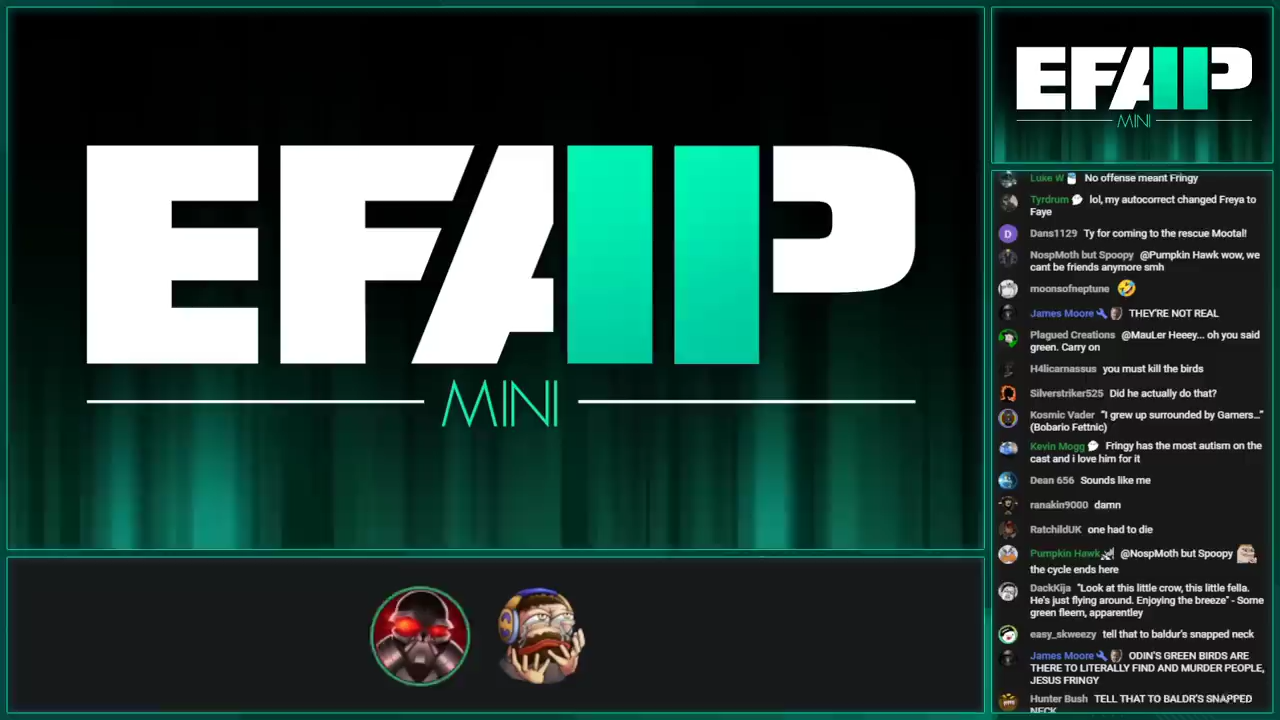 EFAP
MINI
EFAP
MINI
Luke W No offense meant Fringy
Tyrdrum lol, my autocorrect changed Freya to
Faye
D
Dans1129 Ty for coming to the rescue Mootal!
NospMoth but Spoopy @Pumpkin Hawk wow, we
cant be friends anymore smh
moonsofneptune
James Moore THEY'RE NOT REAL
Plagued Creations @MauLer Heeey... oh you said
green. Carry on
H4licarnassus you must kill the birds
Silverstriker525 Did he actually do that?
Kosmic Vader "I grew up surrounded by Gamers..."
(Bobario Fettnic)
Kevin Mogg Fringy has the most autism on the
cast and i love him for it
Dean 656 Sounds like me
ranakin9000 damn
RatchildUK one had to die
Pumpkin Hawk @NospMoth but Spoopy
the cycle ends here
DackKija "Look at this little crow, this little fella.
He's just flying around. Enjoying the breeze" - Some
green fleem, apparentley
easy_skweezy tell that to baldur's snapped neck
James Moore ODIN'S GREEN BIRDS ARE
THERE TO LITERALLY FIND AND MURDER PEOPLE,
JESUS FRINGY
Hunter Bush TELL THAT TO BALDR'S SNAPPED
NECK